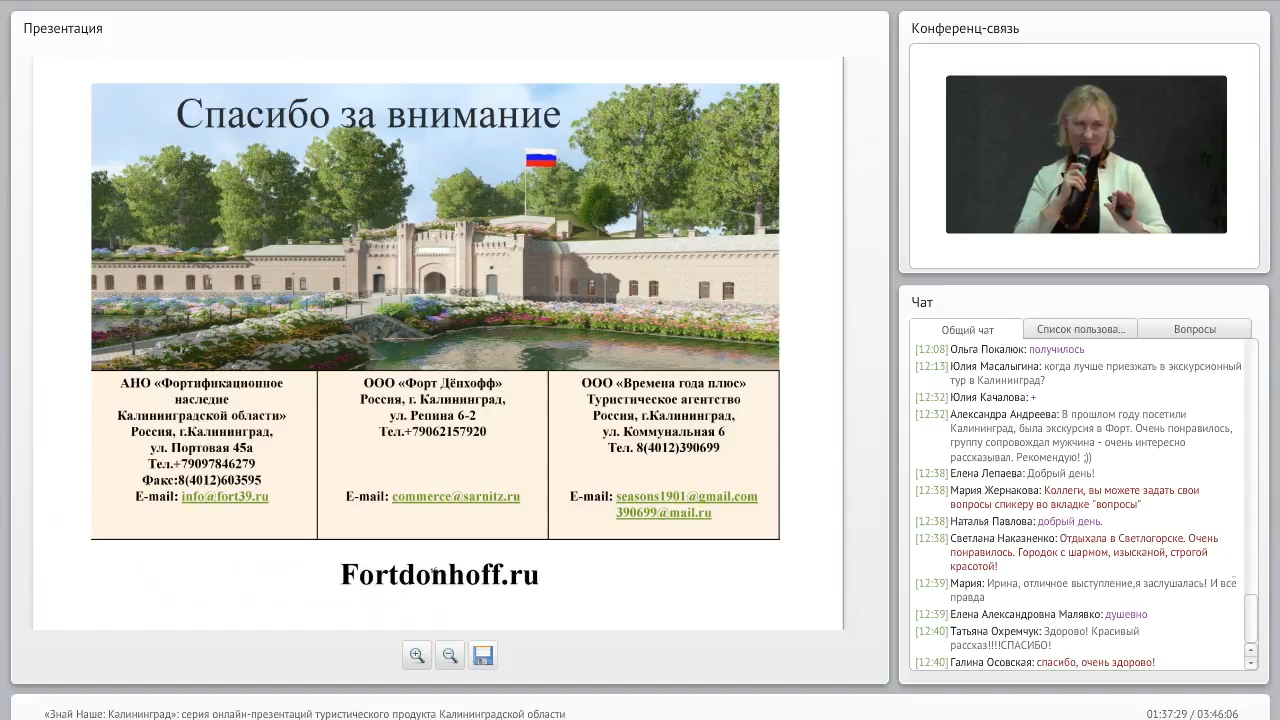 Презентация
Спасибо за внимание
АНО «Фортификационное
наследие
Калининградской области»
Россия, г.Калининград,
ул. Портовая 45а
Тел.+79097846279
Факс:8(4012)603595
E-mail: info@fort39.ru
ООО «Форт Дёнхофф»
Россия, г. Калининград,
ул. Репина 6-2
Тел.+79062157920
E-mail: commerce@sarnitz.ru
ООО «Времена года плюс»
Туристическое агентство
Россия, г.Калининград,
ул. Коммунальная 6
Тел. 8(4012)390699
E-mail: seasons1901@gmail.com
390699@mail.ru
Fortdonhoff.ru
Конференц-связь
Чат
Общий чат
Список пользова...
Вопросы
[12:08] Ольга Покалюк: получилось
[12:13] Юлия Масалыгина: когда лучше приезжать в экскурсионный
тур в Калининград?
[12:32] Юлия Качалова: +
[12:32] Александра Андреева: В прошлом году посетили
Калининград, была экскурсия в Форт. Очень понравилось,
группу сопровождал мужчина - очень интересно
рассказывал. Рекомендую! ;))
[12:38] Елена Лепаева: Добрый день!
[12:38] Мария Жернакова: Коллеги, вы можете задать свои
вопросы спикеру во вкладке "вопросы"
[12:38] Наталья Павлова: добрый день.
[12:38] Светлана Наказненко: Отдыхала в Светлогорске. Очень
понравилось. Городок с шармом, изысканой, строгой
красотой!
[12:39] Мария: Ирина, отличное выступление,я заслушалась! И всё
правда
[12:39] Елена Александровна Малявко: душевно
[12:40] Татьяна Охремчук: Здорово! Красивый
рассказ!!!!СПАСИБО!
[12:40] Галина Осовская: спасибо, очень здорово!
«Знай Наше: Калининград»: серия онлайн-презентаций туристического продукта Калининградской области
01:37:29 / 03:46:06